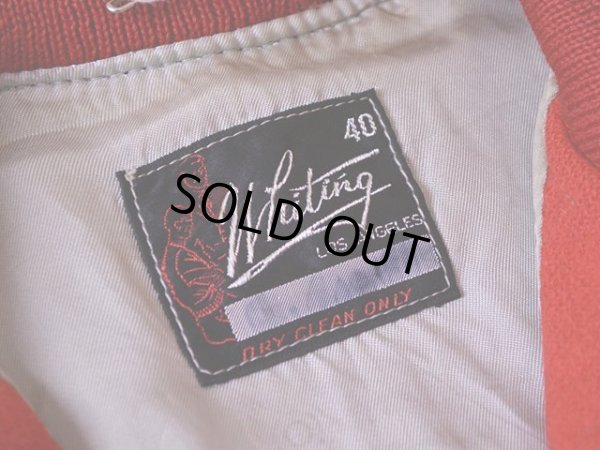 40
Whiting
LOS ANGELES
DRY CLEAN ONLY
SOLD OUT